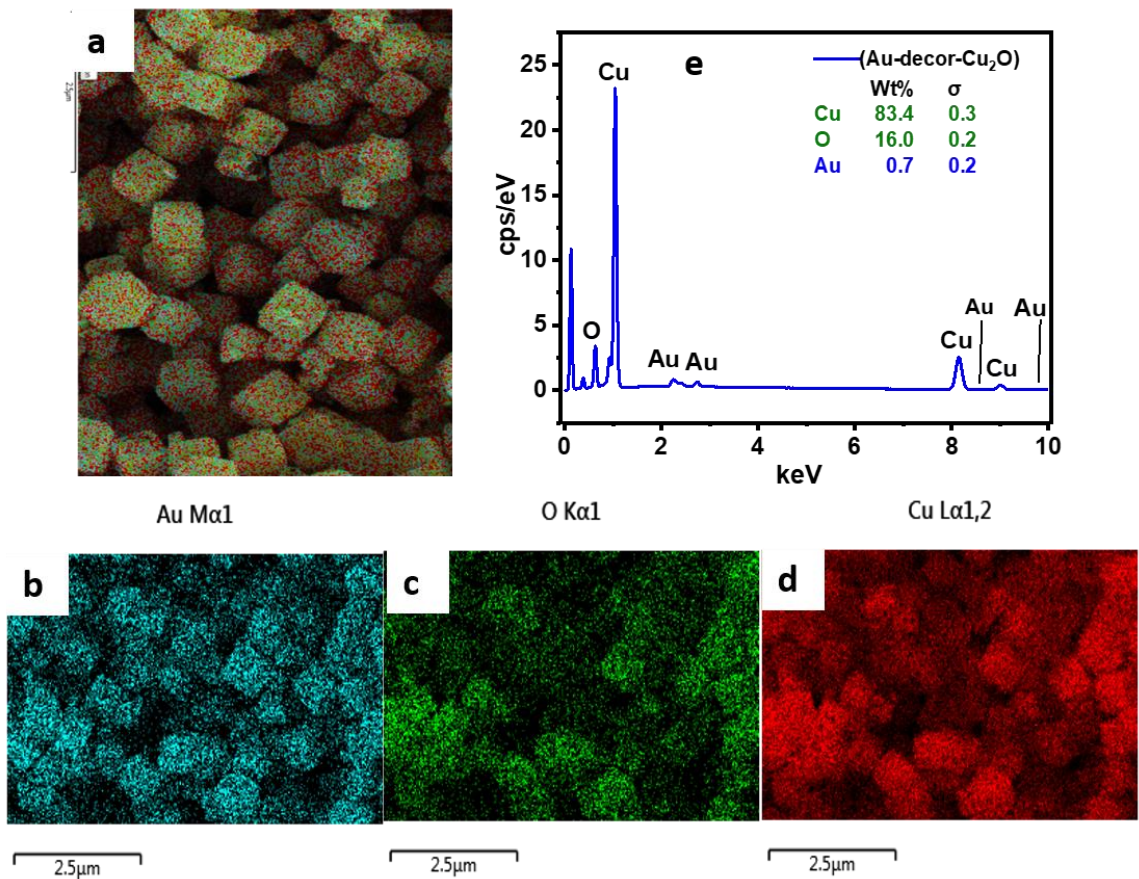 a
2.5µm
e
(Au-decor-Cu₂O)
Wt% σ
Cu 83.4 0.3
O 16.0 0.2
Au 0.7 0.2
Cu
O
Au Au
Cu
Au
Cu
Au
25
20
15
10
5
0
cps/eV
0 2 4 6 8 10
keV
Au Mα1
O Kα1
Cu Lα1,2
b
c
d
2.5µm
2.5µm
2.5µm